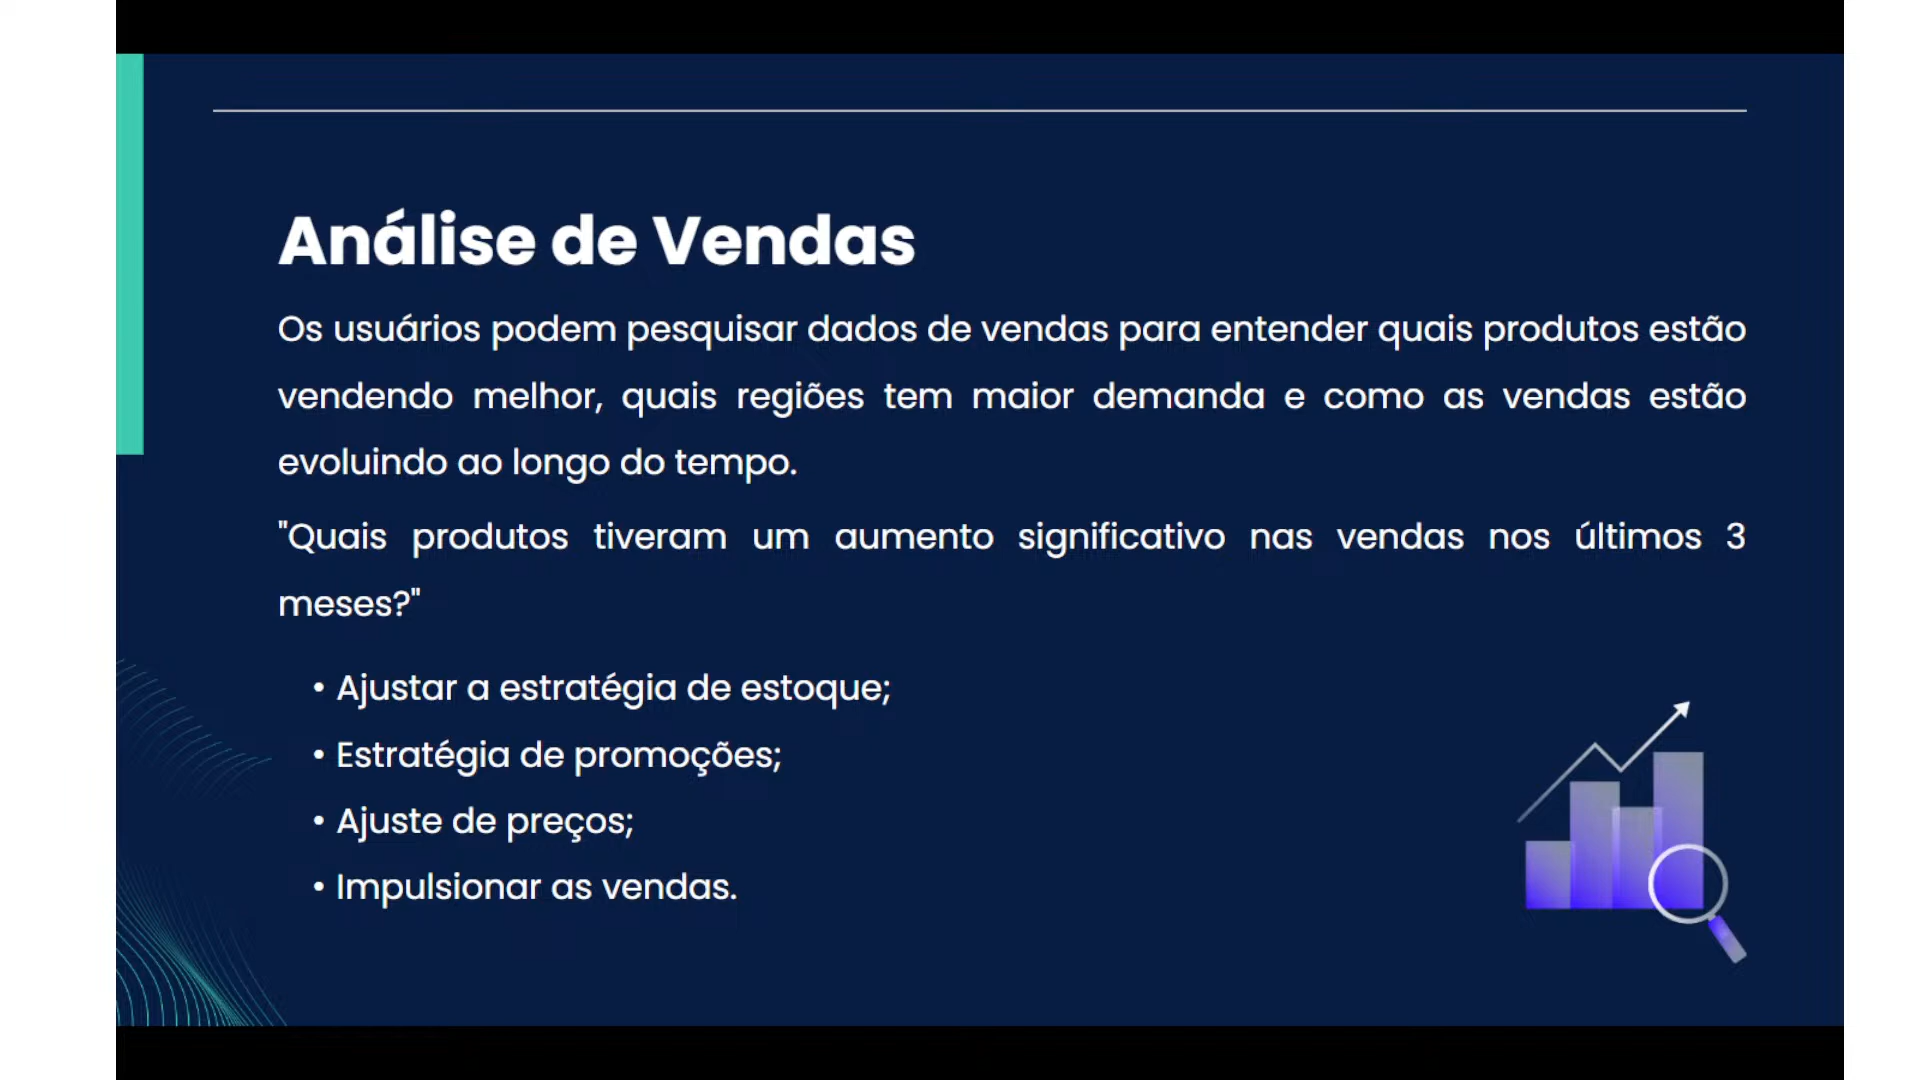 Análise de Vendas
Os usuários podem pesquisar dados de vendas para entender quais produtos estão
vendendo melhor, quais regiões tem maior demanda e como as vendas estão
evoluindo ao longo do tempo.
"Quais produtos tiveram um aumento significativo nas vendas nos últimos 3
meses?"
• Ajustar a estratégia de estoque;
• Estratégia de promoções;
• Ajuste de preços;
• Impulsionar as vendas.